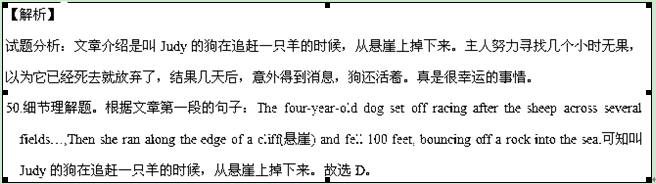 【解析】
试题分析：文章介绍是叫 Judy 的狗在追赶一只羊的时候，从悬崖上掉下来。主人努力寻找几个小时无果，
以为它已经死去就放弃了，结果几天后，意外得到消息，狗还活着。真是很幸运的事情。
50.细节理解题。根据文章第一段的句子：The four-year-old dog set off racing after the sheep across several
fields…,Then she ran along the edge of a cliff(悬崖) and fell 100 feet, bouncing off a rock into the sea.可知叫
Judy 的狗在追赶一只羊的时候，从悬崖上掉下来。故选 D。